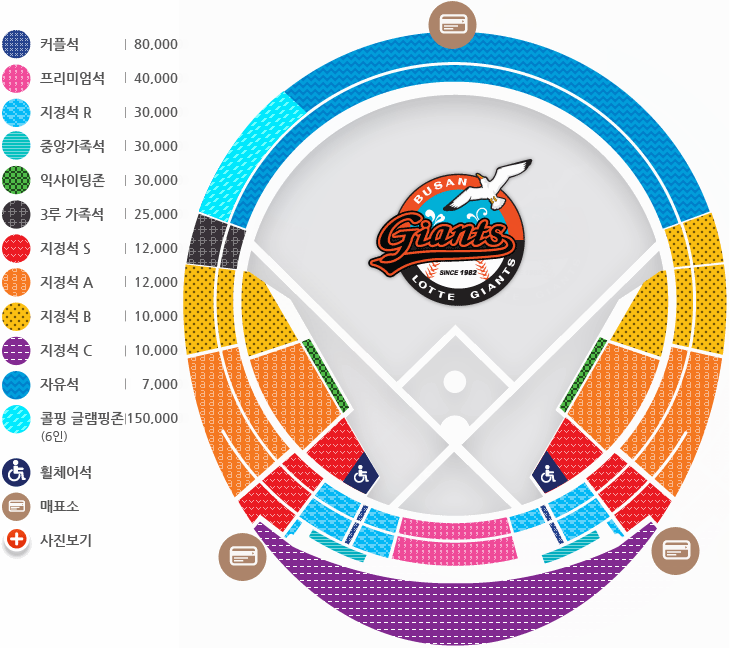 커플석 | 80,000
프리미엄석 | 40,000
지정석 R | 30,000
중앙가족석 | 30,000
익사이팅존 | 30,000
3루 가족석 | 25,000
지정석 S | 12,000
지정석 A | 12,000
지정석 B | 10,000
지정석 C | 10,000
자유석 | 7,000
콜핑 글램핑존 | 150,000
(6인)
휠체어석
매표소
사진보기
BUSAN
Giants
SINCE 1982
LOTTE GIANTS